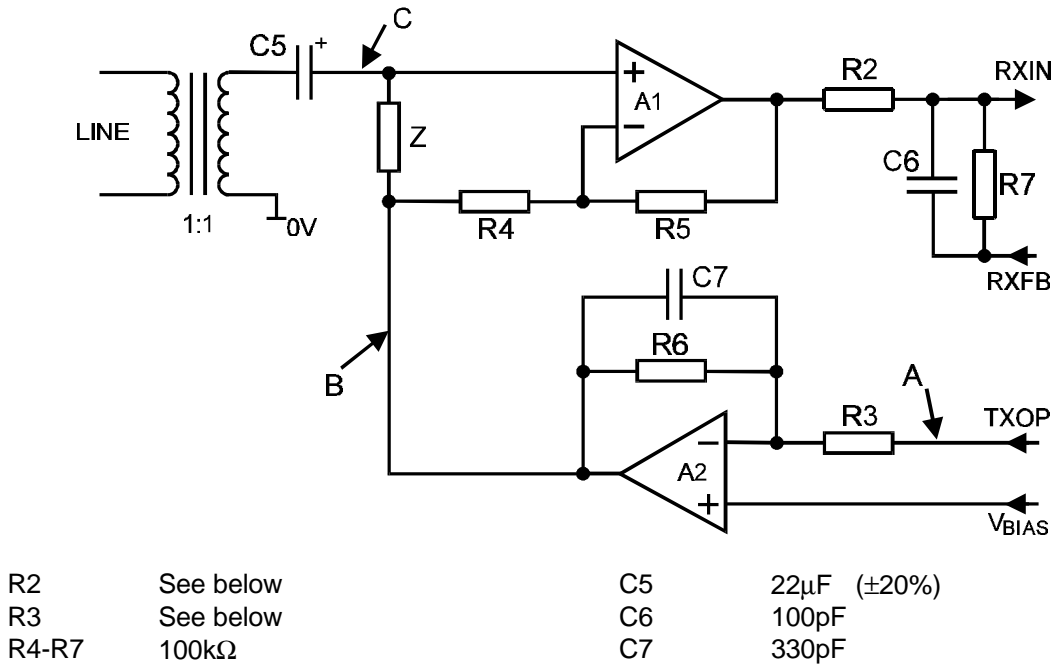 C
C5 +
LINE
1:1
0V
Z
+
A1
−
R4
R5
R2
RXIN
C6
R7
RXFB
C7
R6
B
A
R3
TXOP
−
A2
+
VBIAS
R2 See below C5 22µF (±20%)
R3 See below C6 100pF
R4-R7 100kΩ C7 330pF